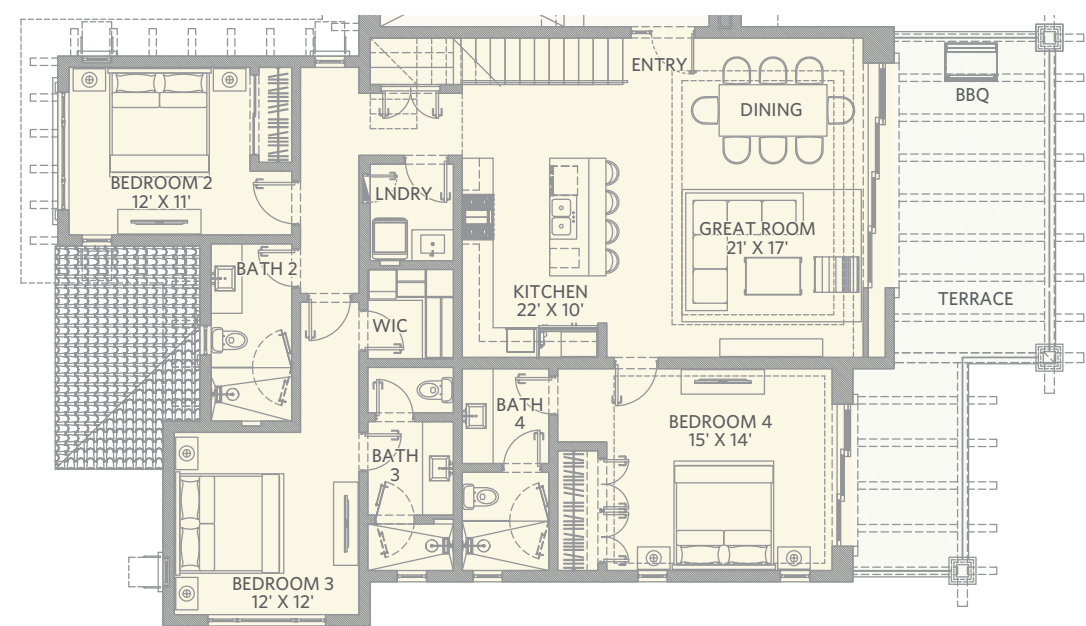 ENTRY
BBQ
DINING
BEDROOM 2
12' X 11'
LNDRY
GREAT ROOM
21' X 17'
BATH 2
KITCHEN
22' X 10'
TERRACE
WIC
BATH
4
BEDROOM 4
15' X 14'
BATH
3
BEDROOM 3
12' X 12'